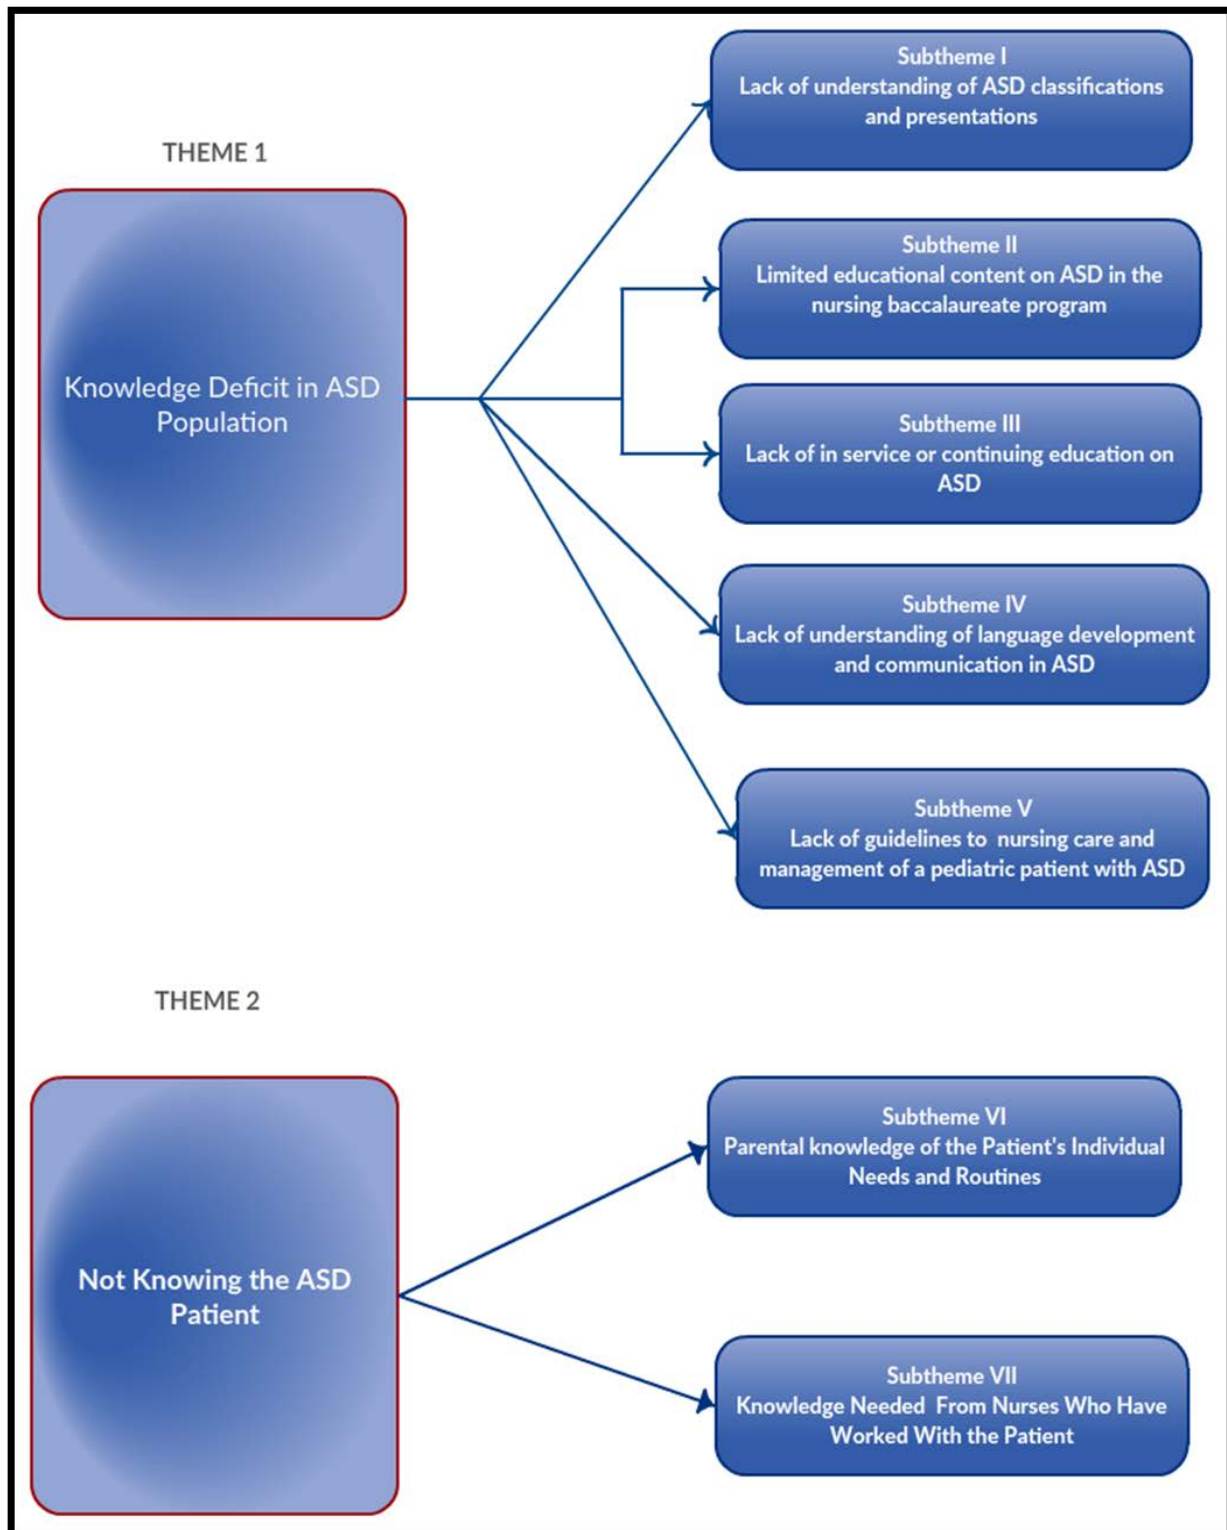 THEME 1
Knowledge Deficit in ASD
Population
Subtheme I
Lack of understanding of ASD classifications
and presentations
Subtheme II
Limited educational content on ASD in the
nursing baccalaureate program
Subtheme III
Lack of in service or continuing education on
ASD
Subtheme IV
Lack of understanding of language development
and communication in ASD
Subtheme V
Lack of guidelines to nursing care and
management of a pediatric patient with ASD
THEME 2
Not Knowing the ASD
Patient
Subtheme VI
Parental knowledge of the Patient's Individual
Needs and Routines
Subtheme VII
Knowledge Needed From Nurses Who Have
Worked With the Patient